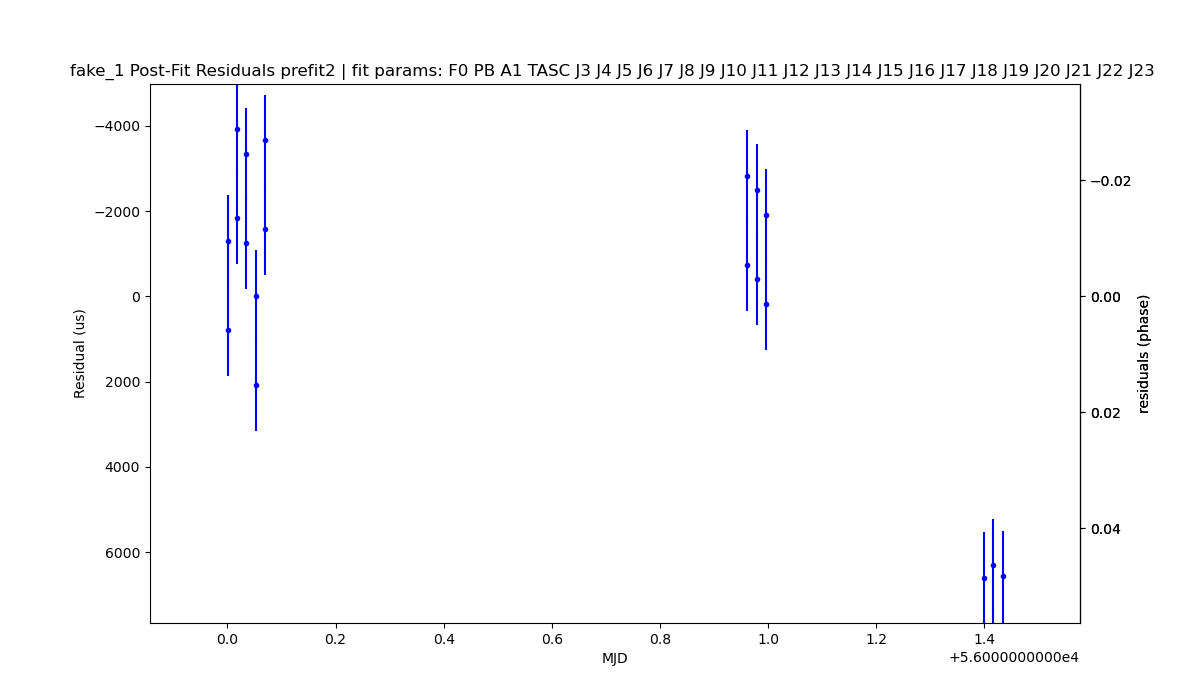 fake_1 Post-Fit Residuals prefit2 | fit params: F0 PB A1 TASC J3 J4 J5 J6 J7 J8 J9 J10 J11 J12 J13 J14 J15 J16 J17 J18 J19 J20 J21 J22 J23
−4000
−2000
0
2000
4000
6000
Residual (us)
−0.02
0.00
0.02
0.04
residuals (phase)
0.0 0.2 0.4 0.6 0.8 1.0 1.2 1.4
MJD
+5.6000000000e4